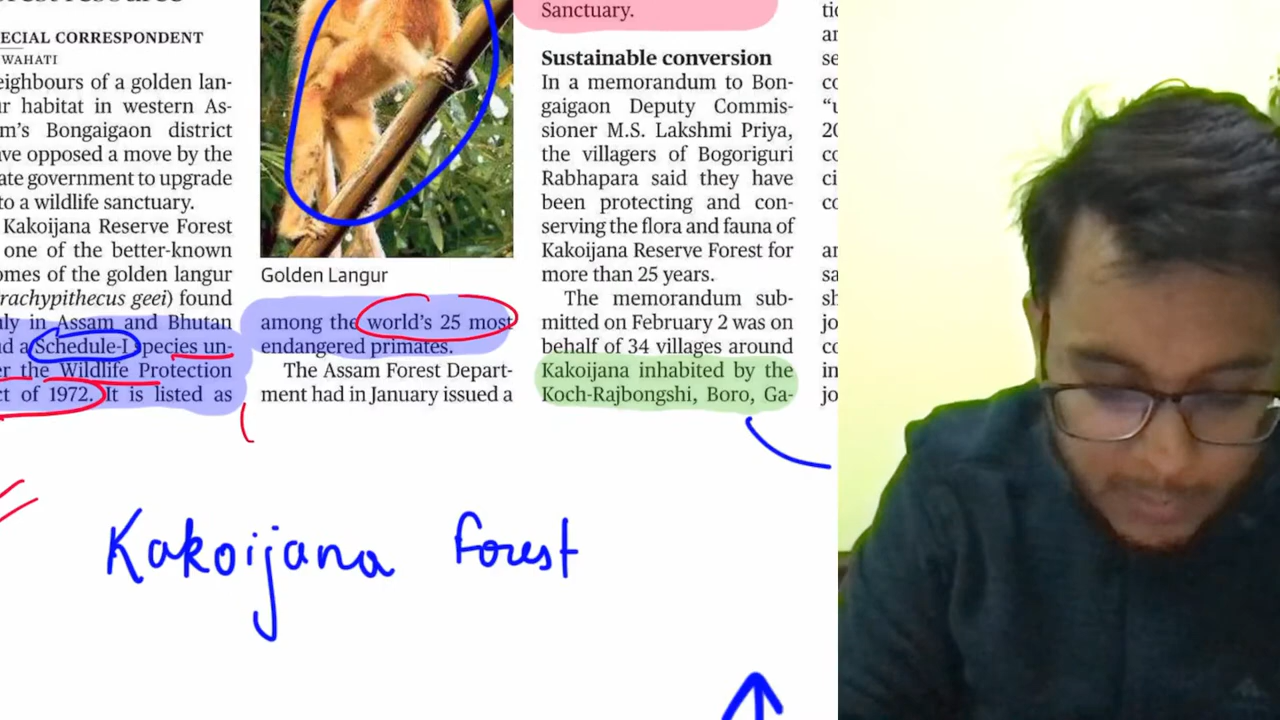 ECIAL CORRESPONDENT
WAHATI
eighbours of a golden lan-
ur habitat in western As-
m's Bongaigaon district
ve opposed a move by the
ate government to upgrade
to a wildlife sanctuary.
Kakoijana Reserve Forest
one of the better-known
omes of the golden langur
rachypithecus geei) found
ly in Assam and Bhutan
d a Schedule-I species un-
er the Wildlife Protection
ct of 1972. It is listed as
Golden Langur
among the world's 25 most
endangered primates.
The Assam Forest Depart-
ment had in January issued a
Sanctuary.
Sustainable conversion
In a memorandum to Bon-
gaigaon Deputy Commis-
sioner M.S. Lakshmi Priya,
the villagers of Bogoriguri
Rabhapara said they have
been protecting and con-
serving the flora and fauna of
Kakoijana Reserve Forest for
more than 25 years.
The memorandum sub-
mitted on February 2 was on
behalf of 34 villages around
Kakoijana inhabited by the
Koch-Rajbongshi, Boro, Ga-
Kakoijana forest